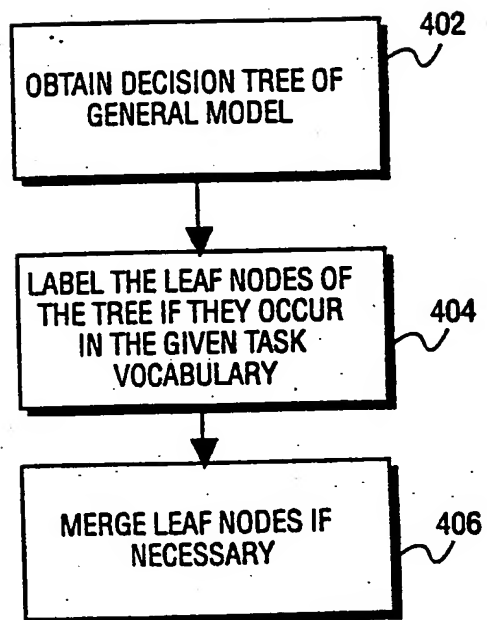 402
OBTAIN DECISION TREE OF
GENERAL MODEL
LABEL THE LEAF NODES OF
THE TREE IF THEY OCCUR
IN THE GIVEN TASK
VOCABULARY
404
MERGE LEAF NODES IF
NECESSARY
406